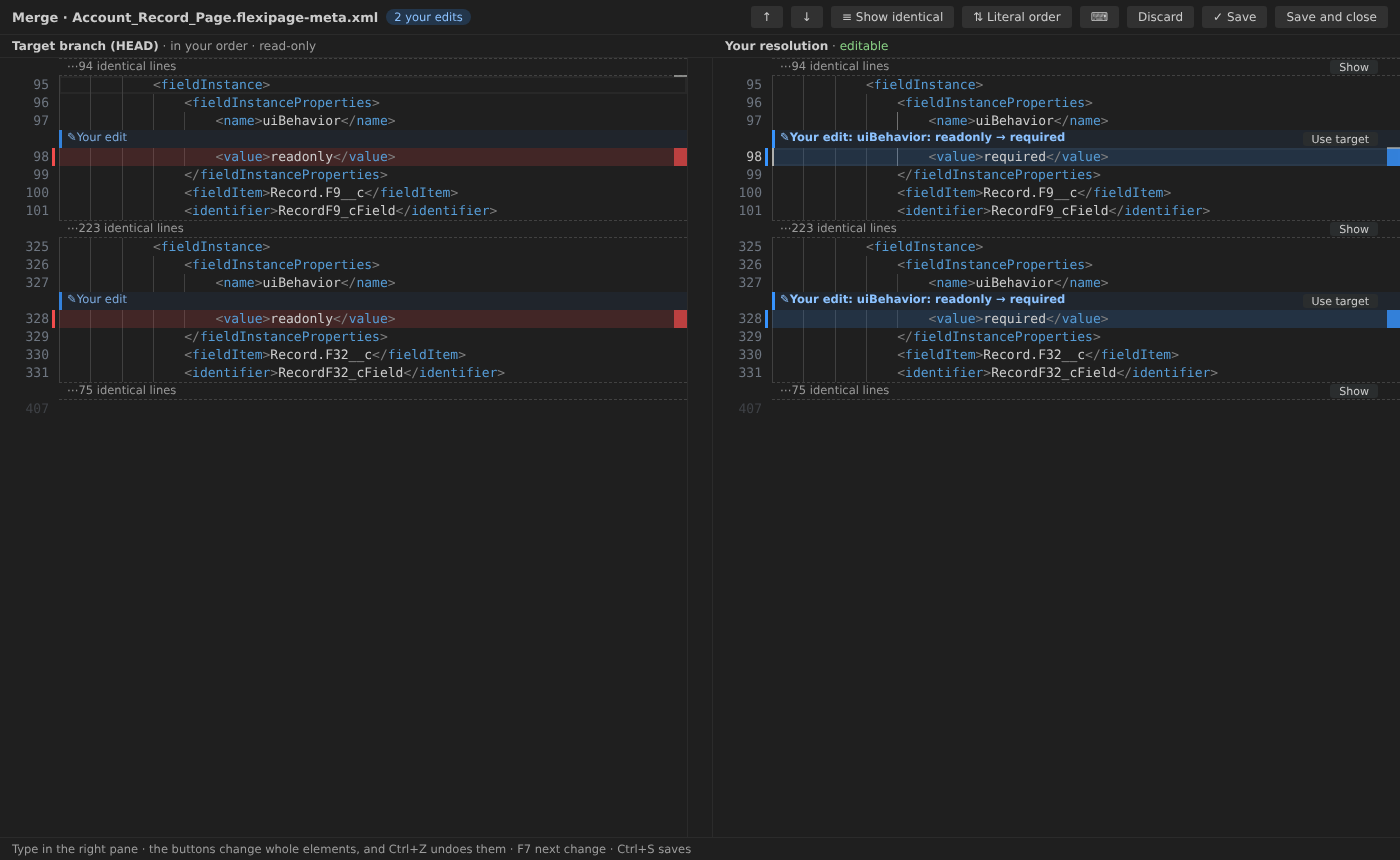 Merge · Account_Record_Page.flexipage-meta.xml 2 your edits ↑ ↓ ≡ Show identical ⇅ Literal order ⌨ Discard ✓ Save Save and close
Target branch (HEAD) · in your order · read-only
Your resolution · editable
···94 identical lines
95 <fieldInstance>
96 <fieldInstanceProperties>
97 <name>uiBehavior</name>
✎Your edit
98 <value>readonly</value>
99 </fieldInstanceProperties>
100 <fieldItem>Record.F9__c</fieldItem>
101 <identifier>RecordF9_cField</identifier>
···223 identical lines
325 <fieldInstance>
326 <fieldInstanceProperties>
327 <name>uiBehavior</name>
✎Your edit
328 <value>readonly</value>
329 </fieldInstanceProperties>
330 <fieldItem>Record.F32__c</fieldItem>
331 <identifier>RecordF32_cField</identifier>
···75 identical lines
407
···94 identical lines Show
95 <fieldInstance>
96 <fieldInstanceProperties>
97 <name>uiBehavior</name>
✎Your edit: uiBehavior: readonly → required Use target
98 <value>required</value>
99 </fieldInstanceProperties>
100 <fieldItem>Record.F9__c</fieldItem>
101 <identifier>RecordF9_cField</identifier>
···223 identical lines Show
325 <fieldInstance>
326 <fieldInstanceProperties>
327 <name>uiBehavior</name>
✎Your edit: uiBehavior: readonly → required Use target
328 <value>required</value>
329 </fieldInstanceProperties>
330 <fieldItem>Record.F32__c</fieldItem>
331 <identifier>RecordF32_cField</identifier>
···75 identical lines Show
407
Type in the right pane · the buttons change whole elements, and Ctrl+Z undoes them · F7 next change · Ctrl+S saves